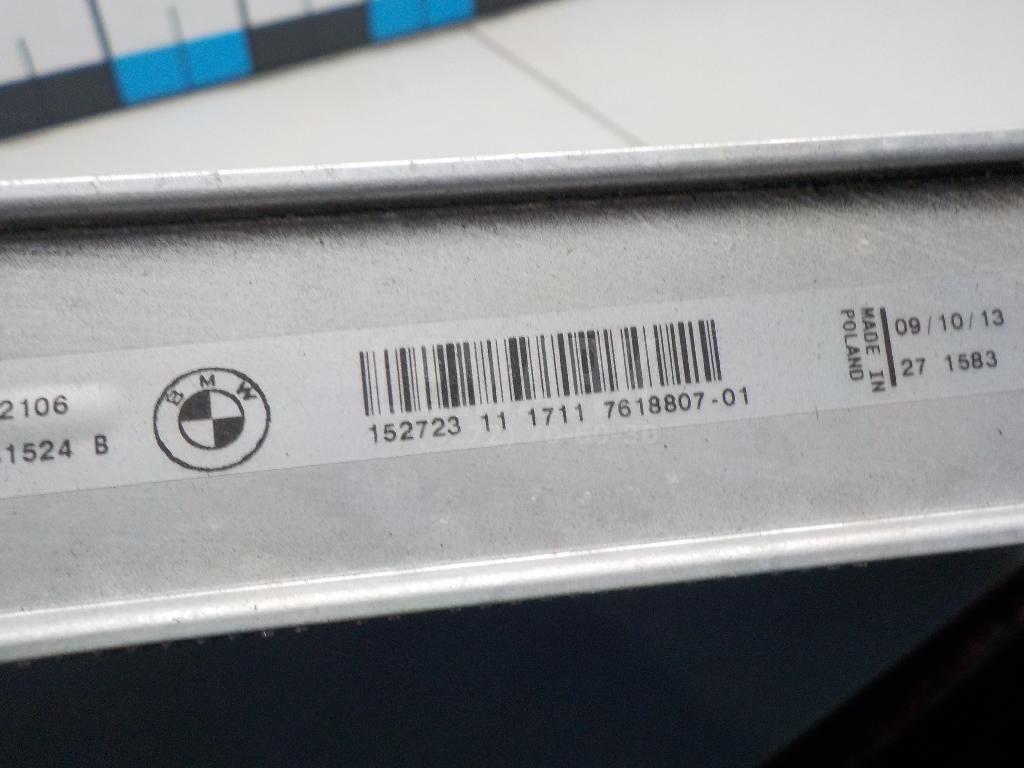 2106
1524 B
BMW
152723 11 1711 7618807-01
MADE IN
POLAND
09/10/13
27 1583